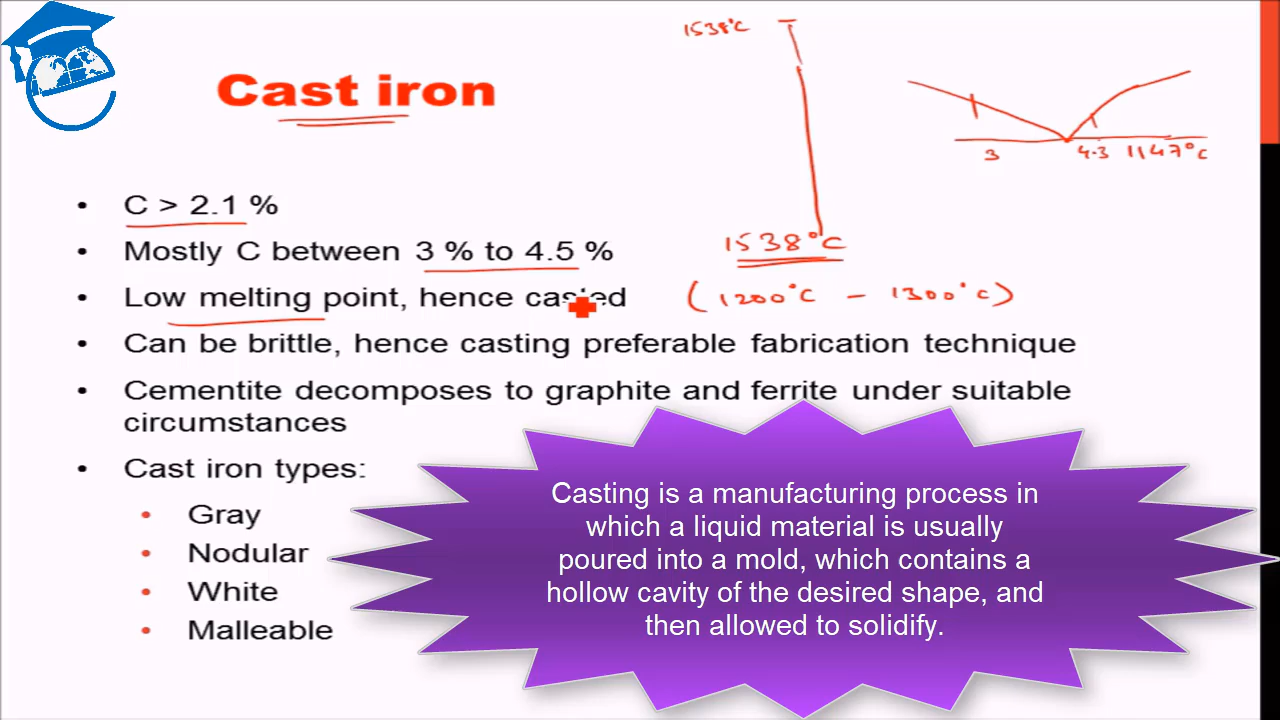 1538°C
Cast iron
3 4.3 1147°C
• C > 2.1 %
• Mostly C between 3 % to 4.5 %
1538°C
• Low melting point, hence casted
(1200°C – 1300°C)
• Can be brittle, hence casting preferable fabrication technique
• Cementite decomposes to graphite and ferrite under suitable
circumstances
• Cast iron types:
• Gray
• Nodular
• White
• Malleable
Casting is a manufacturing process in
which a liquid material is usually
poured into a mold, which contains a
hollow cavity of the desired shape, and
then allowed to solidify.